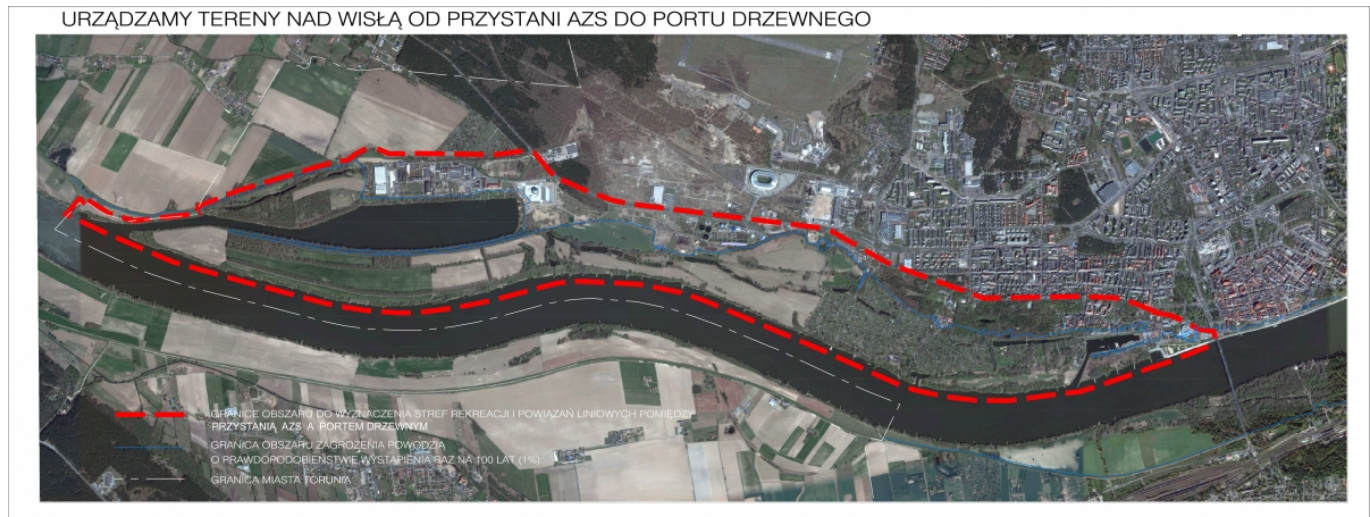 URZĄDZAMY TERENY NAD WISŁĄ OD PRZYSTANI AZS DO PORTU DRZEWNEGO
GRANICE OBSZARU DO WYZNACZENIA STREF REKREACJI I POWIĄZAŃ LINIOWYCH POMIĘDZY
PRZYSTANIĄ AZS A PORTEM DRZEWNYM
GRANICA OBSZARU ZAGROŻENIA POWODZIĄ
O PRAWDOPODOBIEŃSTWIE WYSTĄPIENIA RAZ NA 100 LAT (1%)
GRANICA MIASTA TORUNIA